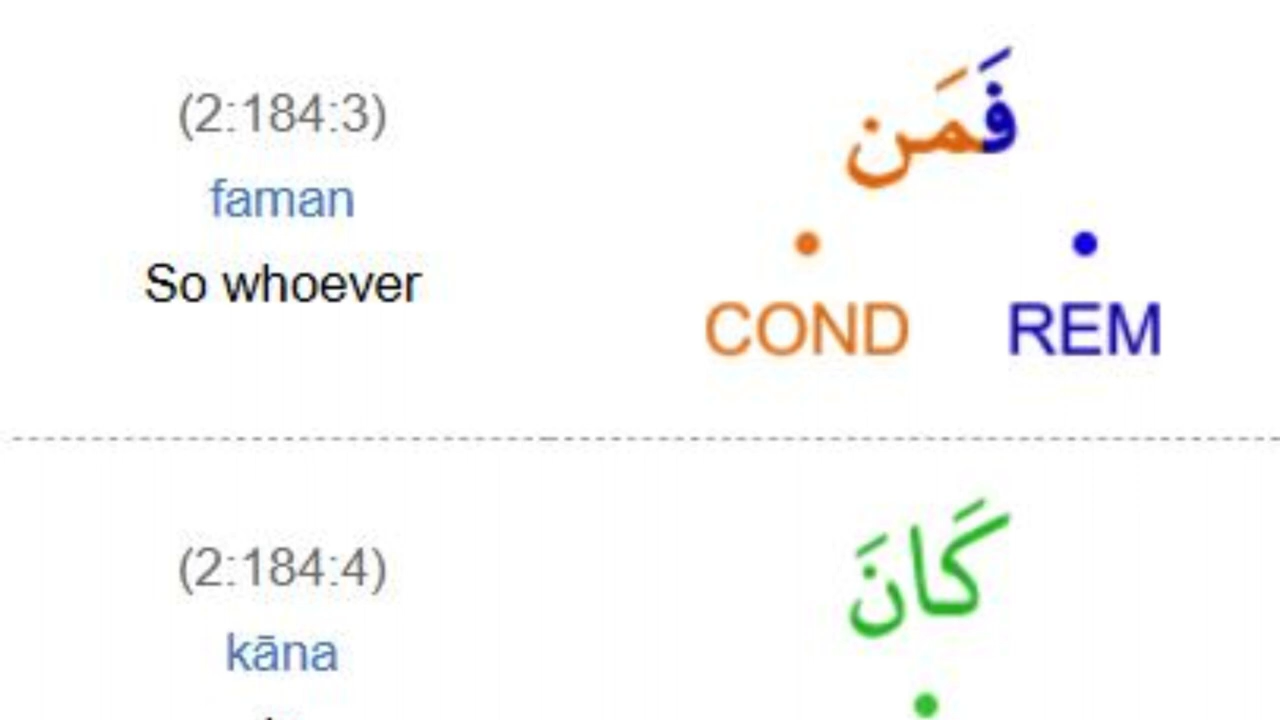 (2:184:3)
faman
So whoever
فَمَن
COND REM
(2:184:4)
kāna
كَانَ